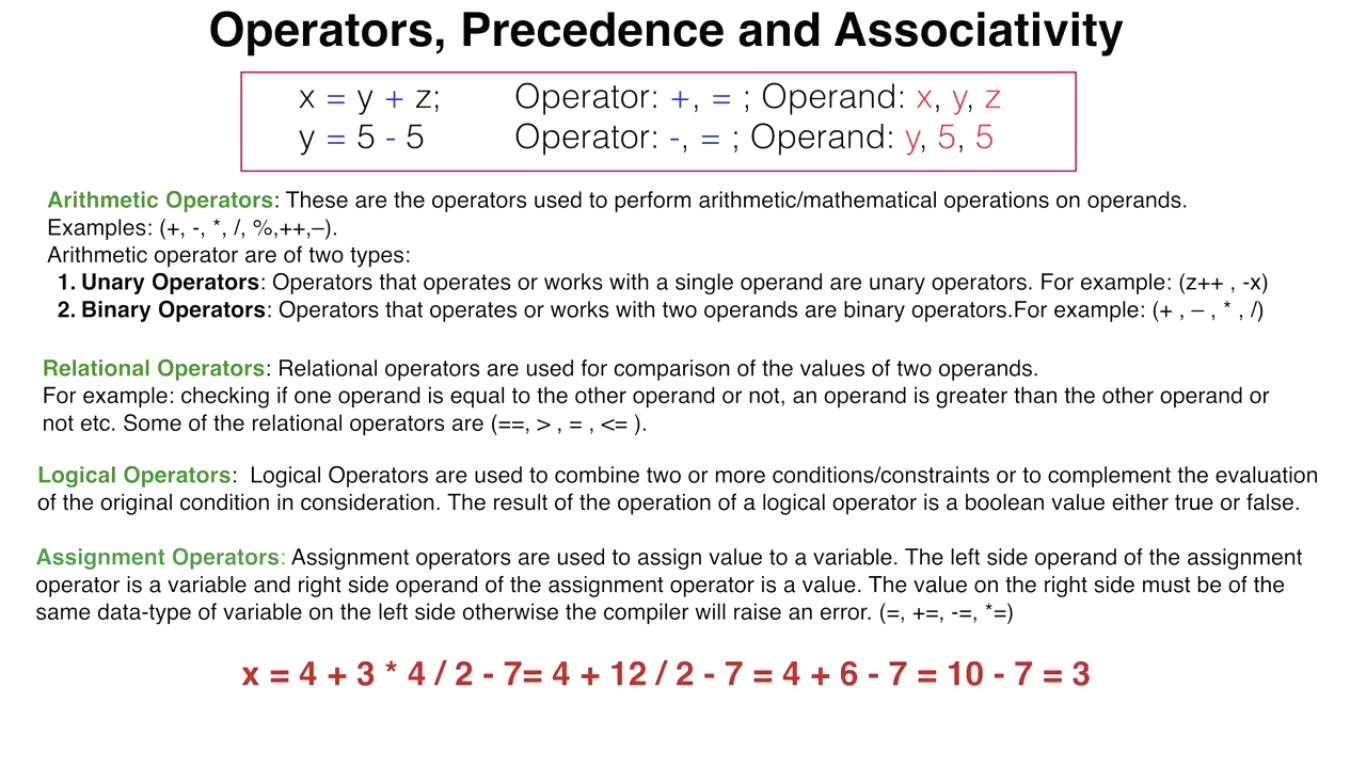 Operators, Precedence and Associativity
x = y + z; Operator: +, = ; Operand: x, y, z
y = 5 - 5 Operator: -, = ; Operand: y, 5, 5
Arithmetic Operators: These are the operators used to perform arithmetic/mathematical operations on operands.
Examples: (+, -, *, /, %,++,–).
Arithmetic operator are of two types:
1. Unary Operators: Operators that operates or works with a single operand are unary operators. For example: (z++ , -x)
2. Binary Operators: Operators that operates or works with two operands are binary operators.For example: (+ , – , * , /)
Relational Operators: Relational operators are used for comparison of the values of two operands.
For example: checking if one operand is equal to the other operand or not, an operand is greater than the other operand or
not etc. Some of the relational operators are (==, > , = , <= ).
Logical Operators:  Logical Operators are used to combine two or more conditions/constraints or to complement the evaluation
of the original condition in consideration. The result of the operation of a logical operator is a boolean value either true or false.
Assignment Operators: Assignment operators are used to assign value to a variable. The left side operand of the assignment
operator is a variable and right side operand of the assignment operator is a value. The value on the right side must be of the
same data-type of variable on the left side otherwise the compiler will raise an error. (=, +=, -=, *=)
x = 4 + 3 * 4 / 2 - 7= 4 + 12 / 2 - 7 = 4 + 6 - 7 = 10 - 7 = 3